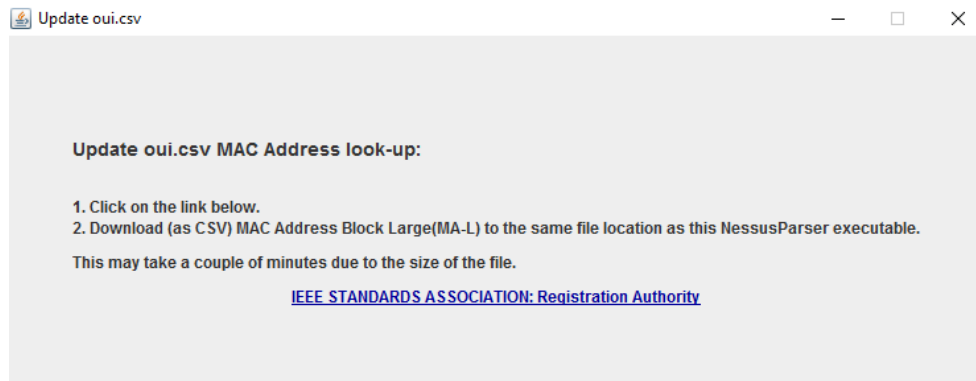 Update oui.csv
Update oui.csv MAC Address look-up:
1. Click on the link below.
2. Download (as CSV) MAC Address Block Large(MA-L) to the same file location as this NessusParser executable.
This may take a couple of minutes due to the size of the file.
IEEE STANDARDS ASSOCIATION: Registration Authority